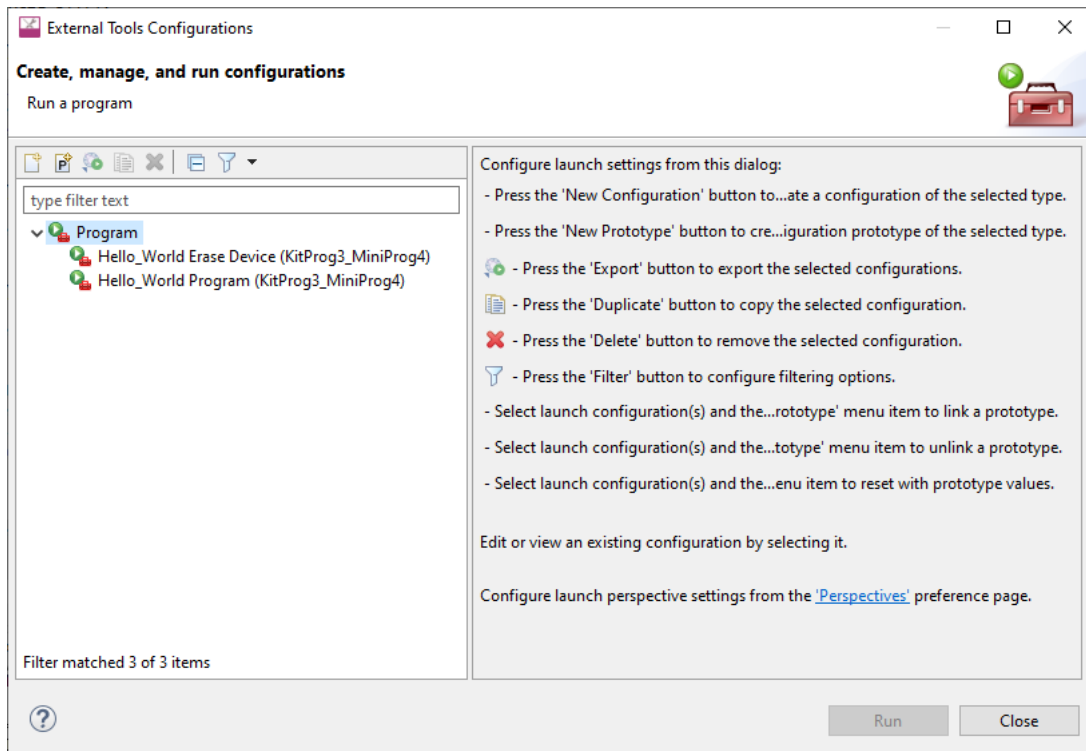 External Tools Configurations
Create, manage, and run configurations
Run a program
type filter text
Program
Hello_World Erase Device (KitProg3_MiniProg4)
Hello_World Program (KitProg3_MiniProg4)
Filter matched 3 of 3 items
Configure launch settings from this dialog:
- Press the 'New Configuration' button to...ate a configuration of the selected type.
- Press the 'New Prototype' button to cre...iguration prototype of the selected type.
- Press the 'Export' button to export the selected configurations.
- Press the 'Duplicate' button to copy the selected configuration.
- Press the 'Delete' button to remove the selected configuration.
- Press the 'Filter' button to configure filtering options.
- Select launch configuration(s) and the...rototype' menu item to link a prototype.
- Select launch configuration(s) and the...totype' menu item to unlink a prototype.
- Select launch configuration(s) and the...enu item to reset with prototype values.
Edit or view an existing configuration by selecting it.
Configure launch perspective settings from the 'Perspectives' preference page.
Run
Close